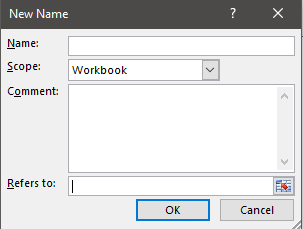 New Name
?
Name:
Scope: Workbook
Comment:
Refers to:
OK Cancel